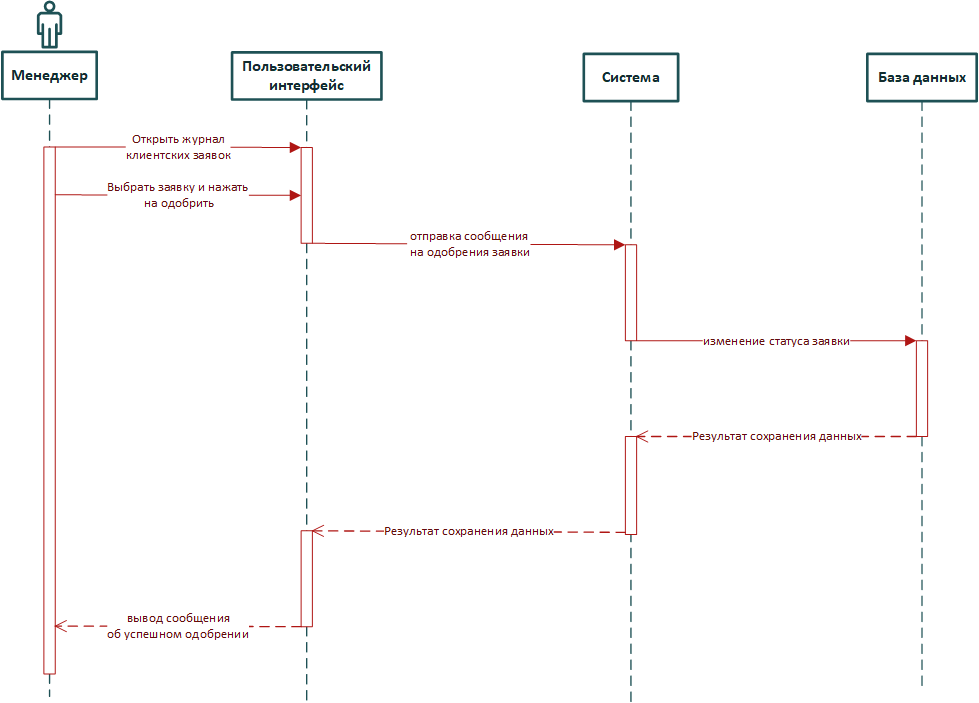 Менеджер
Пользовательский
интерфейс
Система
База данных
Открыть журнал
клиентских заявок
Выбрать заявку и нажать
на одобрить
отправка сообщения
на одобрения заявки
изменение статуса заявки
Результат сохранения данных
Результат сохранения данных
вывод сообщения
об успешном одобрении